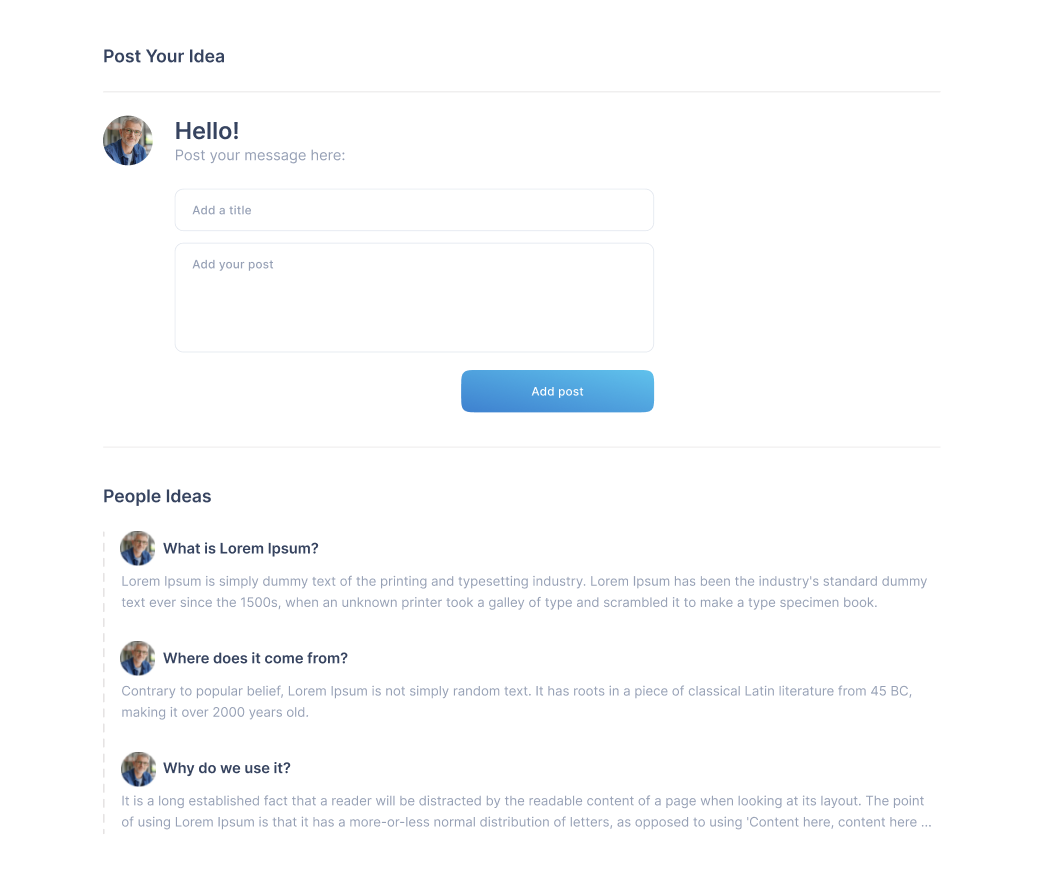 Post Your Idea
Hello!
Post your message here:
Add a title
Add your post
Add post
People Ideas
What is Lorem Ipsum?
Lorem Ipsum is simply dummy text of the printing and typesetting industry. Lorem Ipsum has been the industry's standard dummy
text ever since the 1500s, when an unknown printer took a galley of type and scrambled it to make a type specimen book.
Where does it come from?
Contrary to popular belief, Lorem Ipsum is not simply random text. It has roots in a piece of classical Latin literature from 45 BC,
making it over 2000 years old.
Why do we use it?
It is a long established fact that a reader will be distracted by the readable content of a page when looking at its layout. The point
of using Lorem Ipsum is that it has a more-or-less normal distribution of letters, as opposed to using 'Content here, content here ...